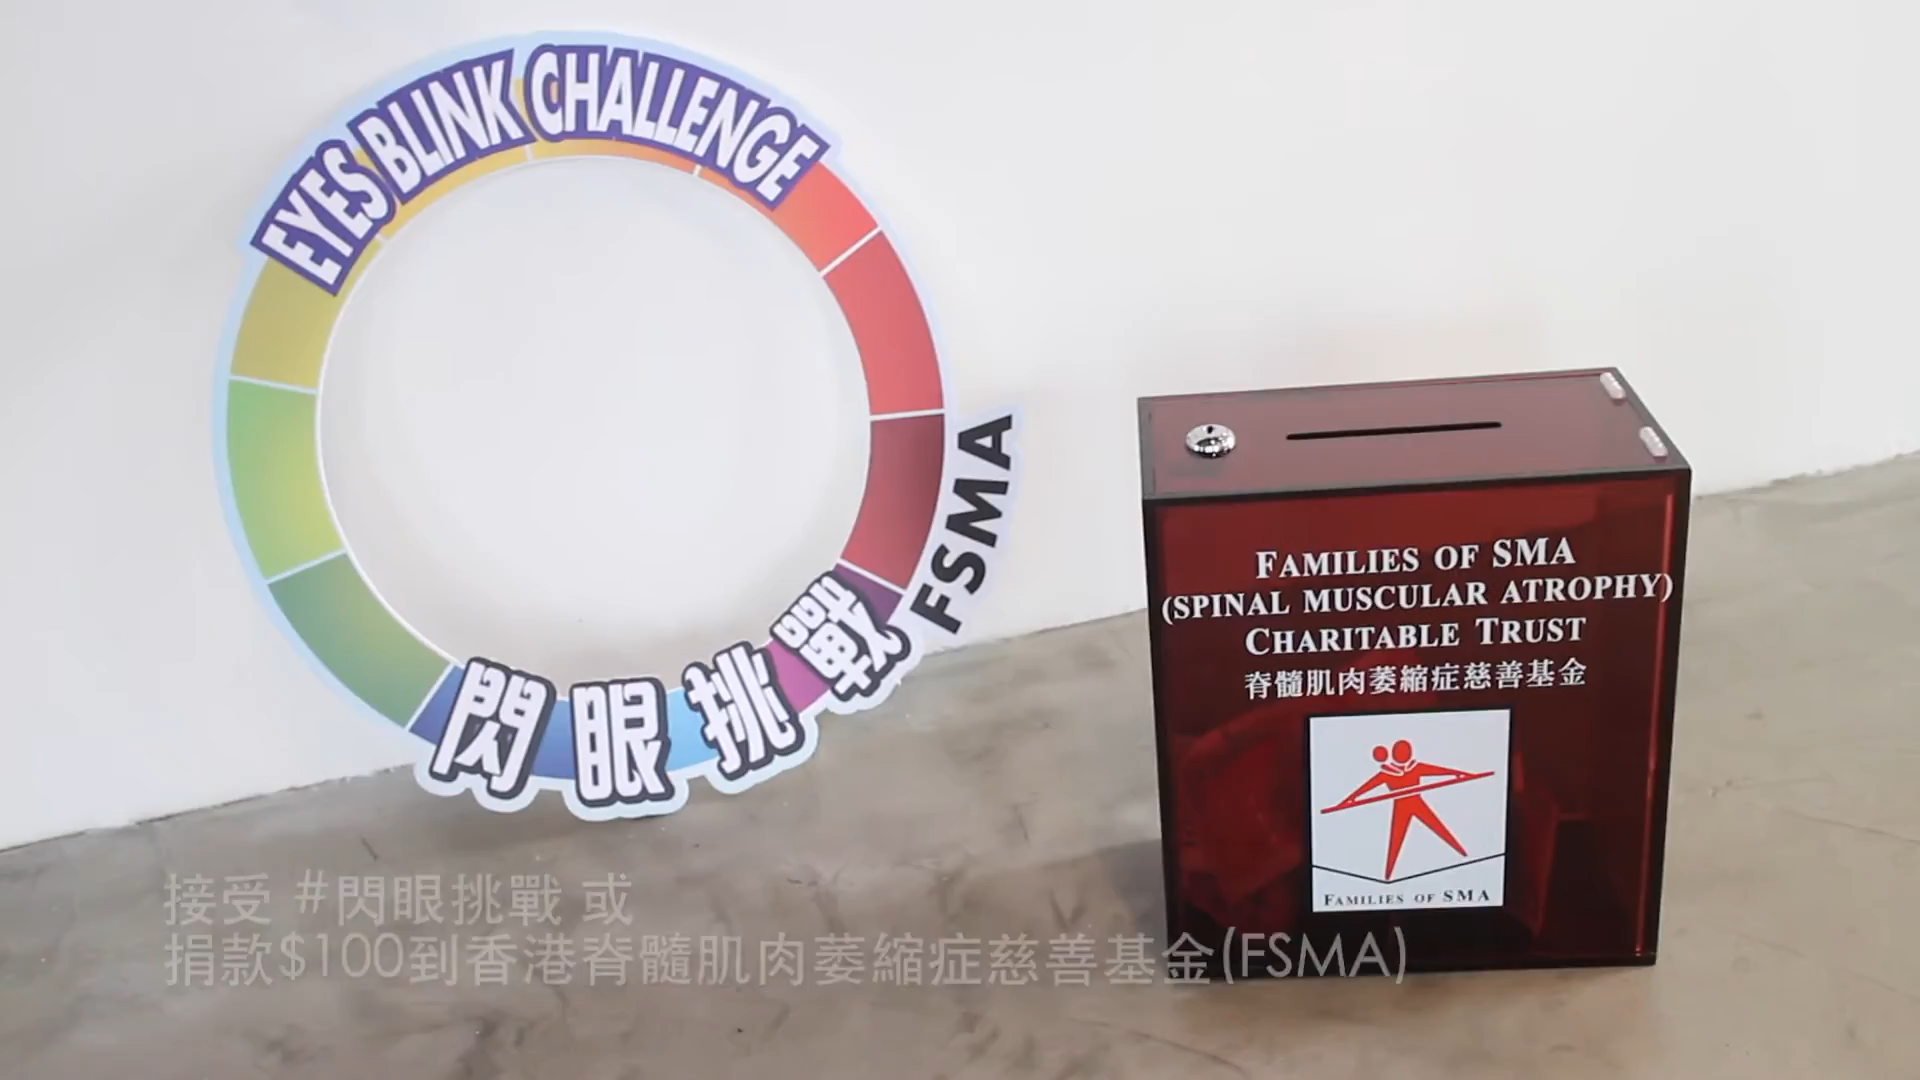 EYES BLINK CHALLENGE
閃眼挑戰
FSMA
FAMILIES OF SMA
(SPINAL MUSCULAR ATROPHY)
CHARITABLE TRUST
脊髓肌肉萎縮症慈善基金
FAMILIES OF SMA
接受 #閃眼挑戰 或
捐款$100到香港脊髓肌肉萎縮症慈善基金(FSMA)